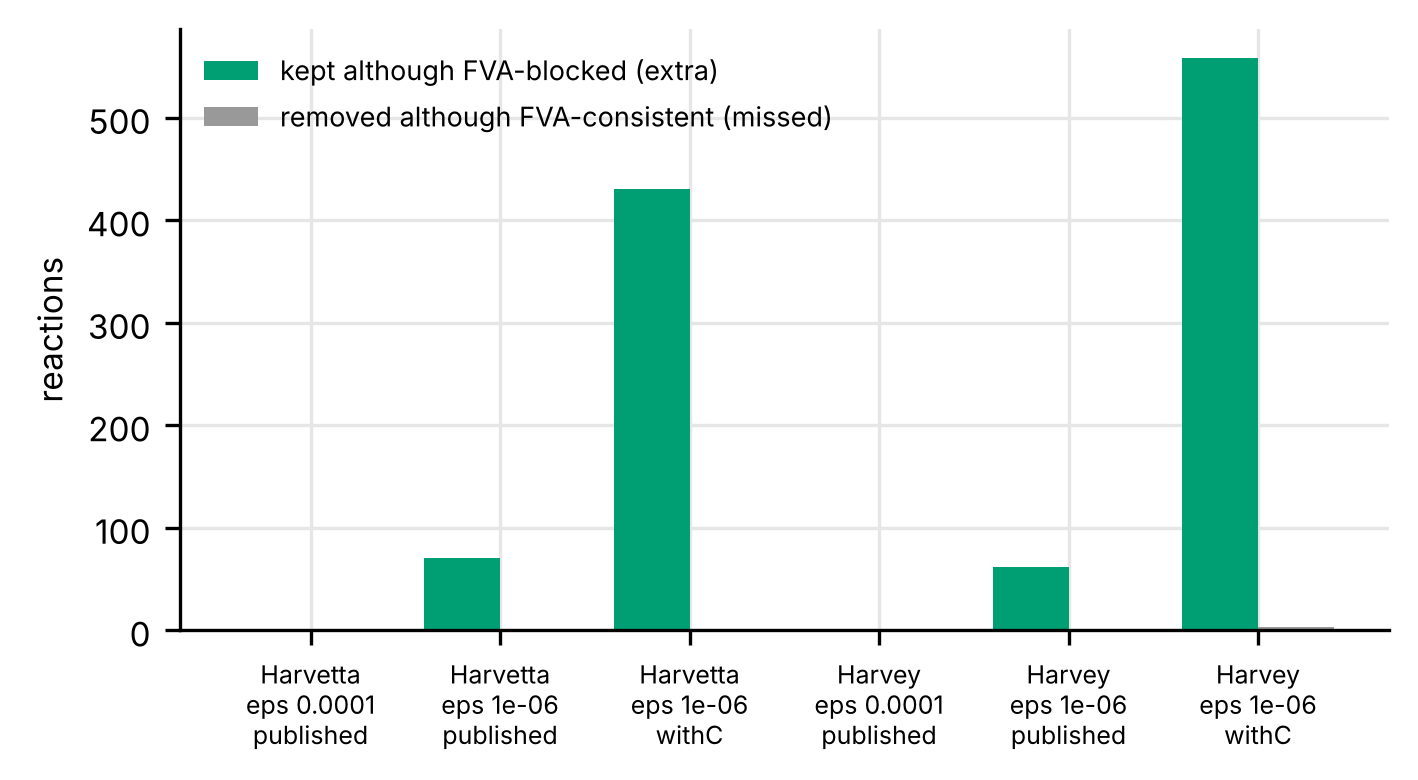 kept although FVA-blocked (extra)
removed although FVA-consistent (missed)
reactions
500
400
300
200
100
0
Harvetta
eps 0.0001
published
Harvetta
eps 1e-06
published
Harvetta
eps 1e-06
withC
Harvey
eps 0.0001
published
Harvey
eps 1e-06
published
Harvey
eps 1e-06
withC